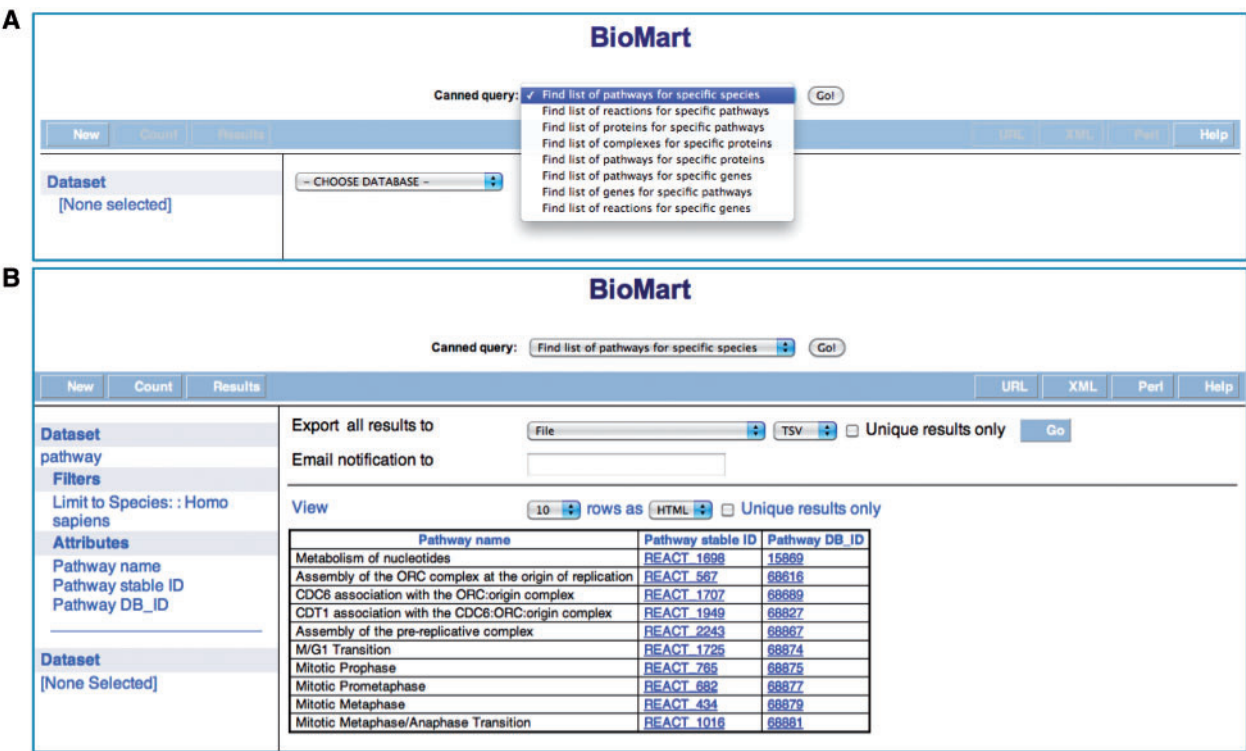 A
BioMart
Canned query: ✓ Find list of pathways for specific species Go!
Find list of reactions for specific pathways
Find list of proteins for specific pathways
Find list of complexes for specific proteins
Find list of pathways for specific proteins
Find list of pathways for specific genes
Find list of genes for specific pathways
Find list of reactions for specific genes
New Count Results URL XML Perl Help
Dataset
[None selected]
– CHOOSE DATABASE –
B
BioMart
Canned query: Find list of pathways for specific species Go!
New Count Results URL XML Perl Help
Dataset
pathway
Filters
Limit to Species: : Homo
sapiens
Attributes
Pathway name
Pathway stable ID
Pathway DB_ID
Dataset
[None Selected]
Export all results to File TSV Unique results only Go
Email notification to
View 10 rows as HTML Unique results only
Pathway name Pathway stable ID Pathway DB_ID
Metabolism of nucleotides REACT_1698 15869
Assembly of the ORC complex at the origin of replication REACT_567 68616
CDC6 association with the ORC:origin complex REACT_1707 68689
CDT1 association with the CDC6:ORC:origin complex REACT_1949 68827
Assembly of the pre-replicative complex REACT_2243 68867
M/G1 Transition REACT_1725 68874
Mitotic Prophase REACT_765 68875
Mitotic Prometaphase REACT_682 68877
Mitotic Metaphase REACT_434 68879
Mitotic Metaphase/Anaphase Transition REACT_1016 68881